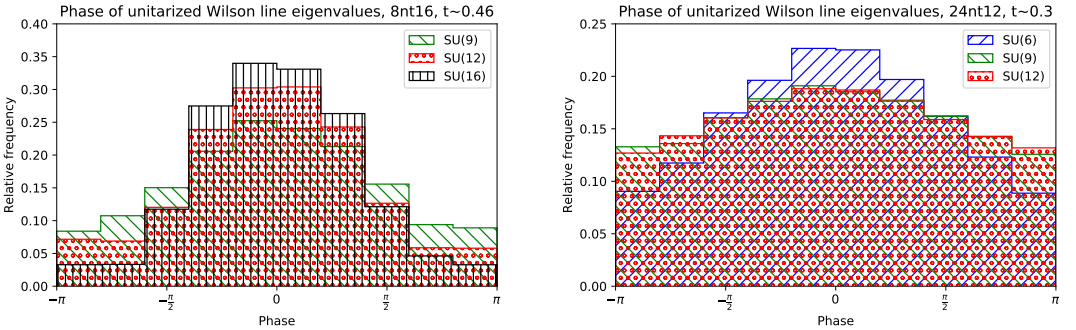 Phase of unitarized Wilson line eigenvalues, 8nt16, t~0.46
Relative frequency
0.40
0.35
0.30
0.25
0.20
0.15
0.10
0.05
0.00
SU(9)
SU(12)
SU(16)
−π
−π/2
0
π/2
π
Phase
Phase of unitarized Wilson line eigenvalues, 24nt12, t~0.3
Relative frequency
0.25
0.20
0.15
0.10
0.05
0.00
SU(6)
SU(9)
SU(12)
−π
−π/2
0
π/2
π
Phase